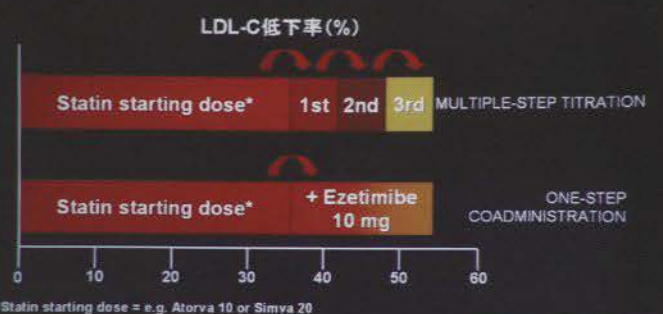 LDL-C低下率(%)
Statin starting dose* 1st 2nd 3rd MULTIPLE-STEP TITRATION
Statin starting dose* + Ezetimibe
10 mg
ONE-STEP
COADMINISTRATION
0 10 20 30 40 50 60
Statin starting dose = e.g. Atorva 10 or Simva 20